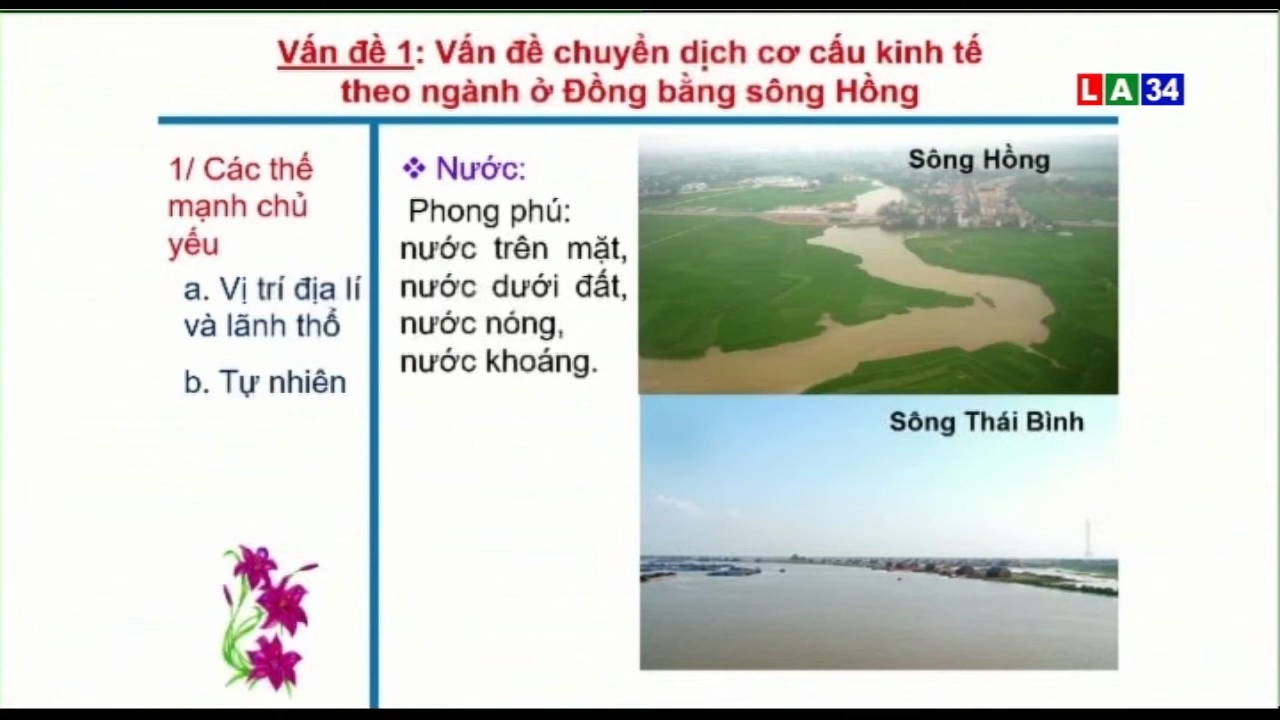 Vấn đề 1: Vấn đề chuyển dịch cơ cấu kinh tế
theo ngành ở Đồng bằng sông Hồng
LA34
1/ Các thế
mạnh chủ
yếu
a. Vị trí địa lí
và lãnh thổ
b. Tự nhiên
❖ Nước:
Phong phú:
nước trên mặt,
nước dưới đất,
nước nóng,
nước khoáng.
Sông Hồng
Sông Thái Bình